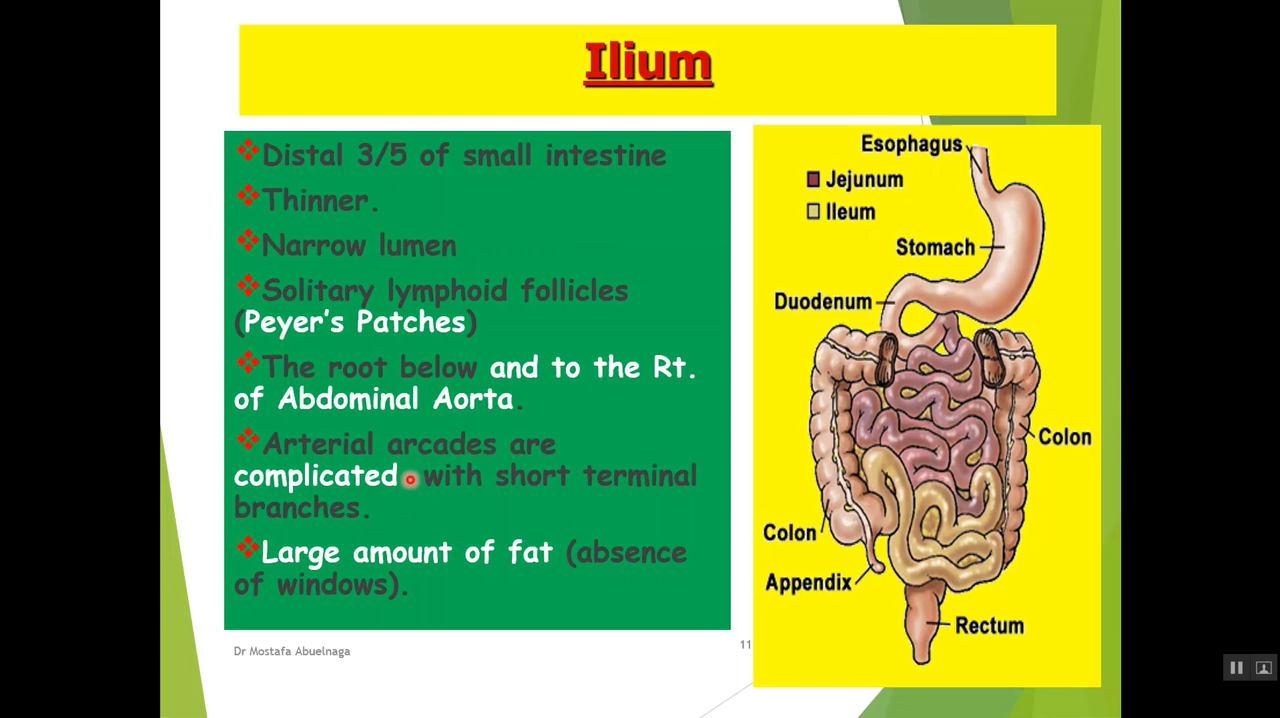 Ilium
Distal 3/5 of small intestine
Thinner.
Narrow lumen
Solitary lymphoid follicles
(Peyer's Patches)
The root below and to the Rt.
of Abdominal Aorta.
Arterial arcades are
complicated with short terminal
branches.
Large amount of fat (absence
of windows).
Esophagus
Jejunum
Ileum
Stomach
Duodenum
Colon
Colon
Appendix
Rectum
Dr Mostafa Abuelnaga
11